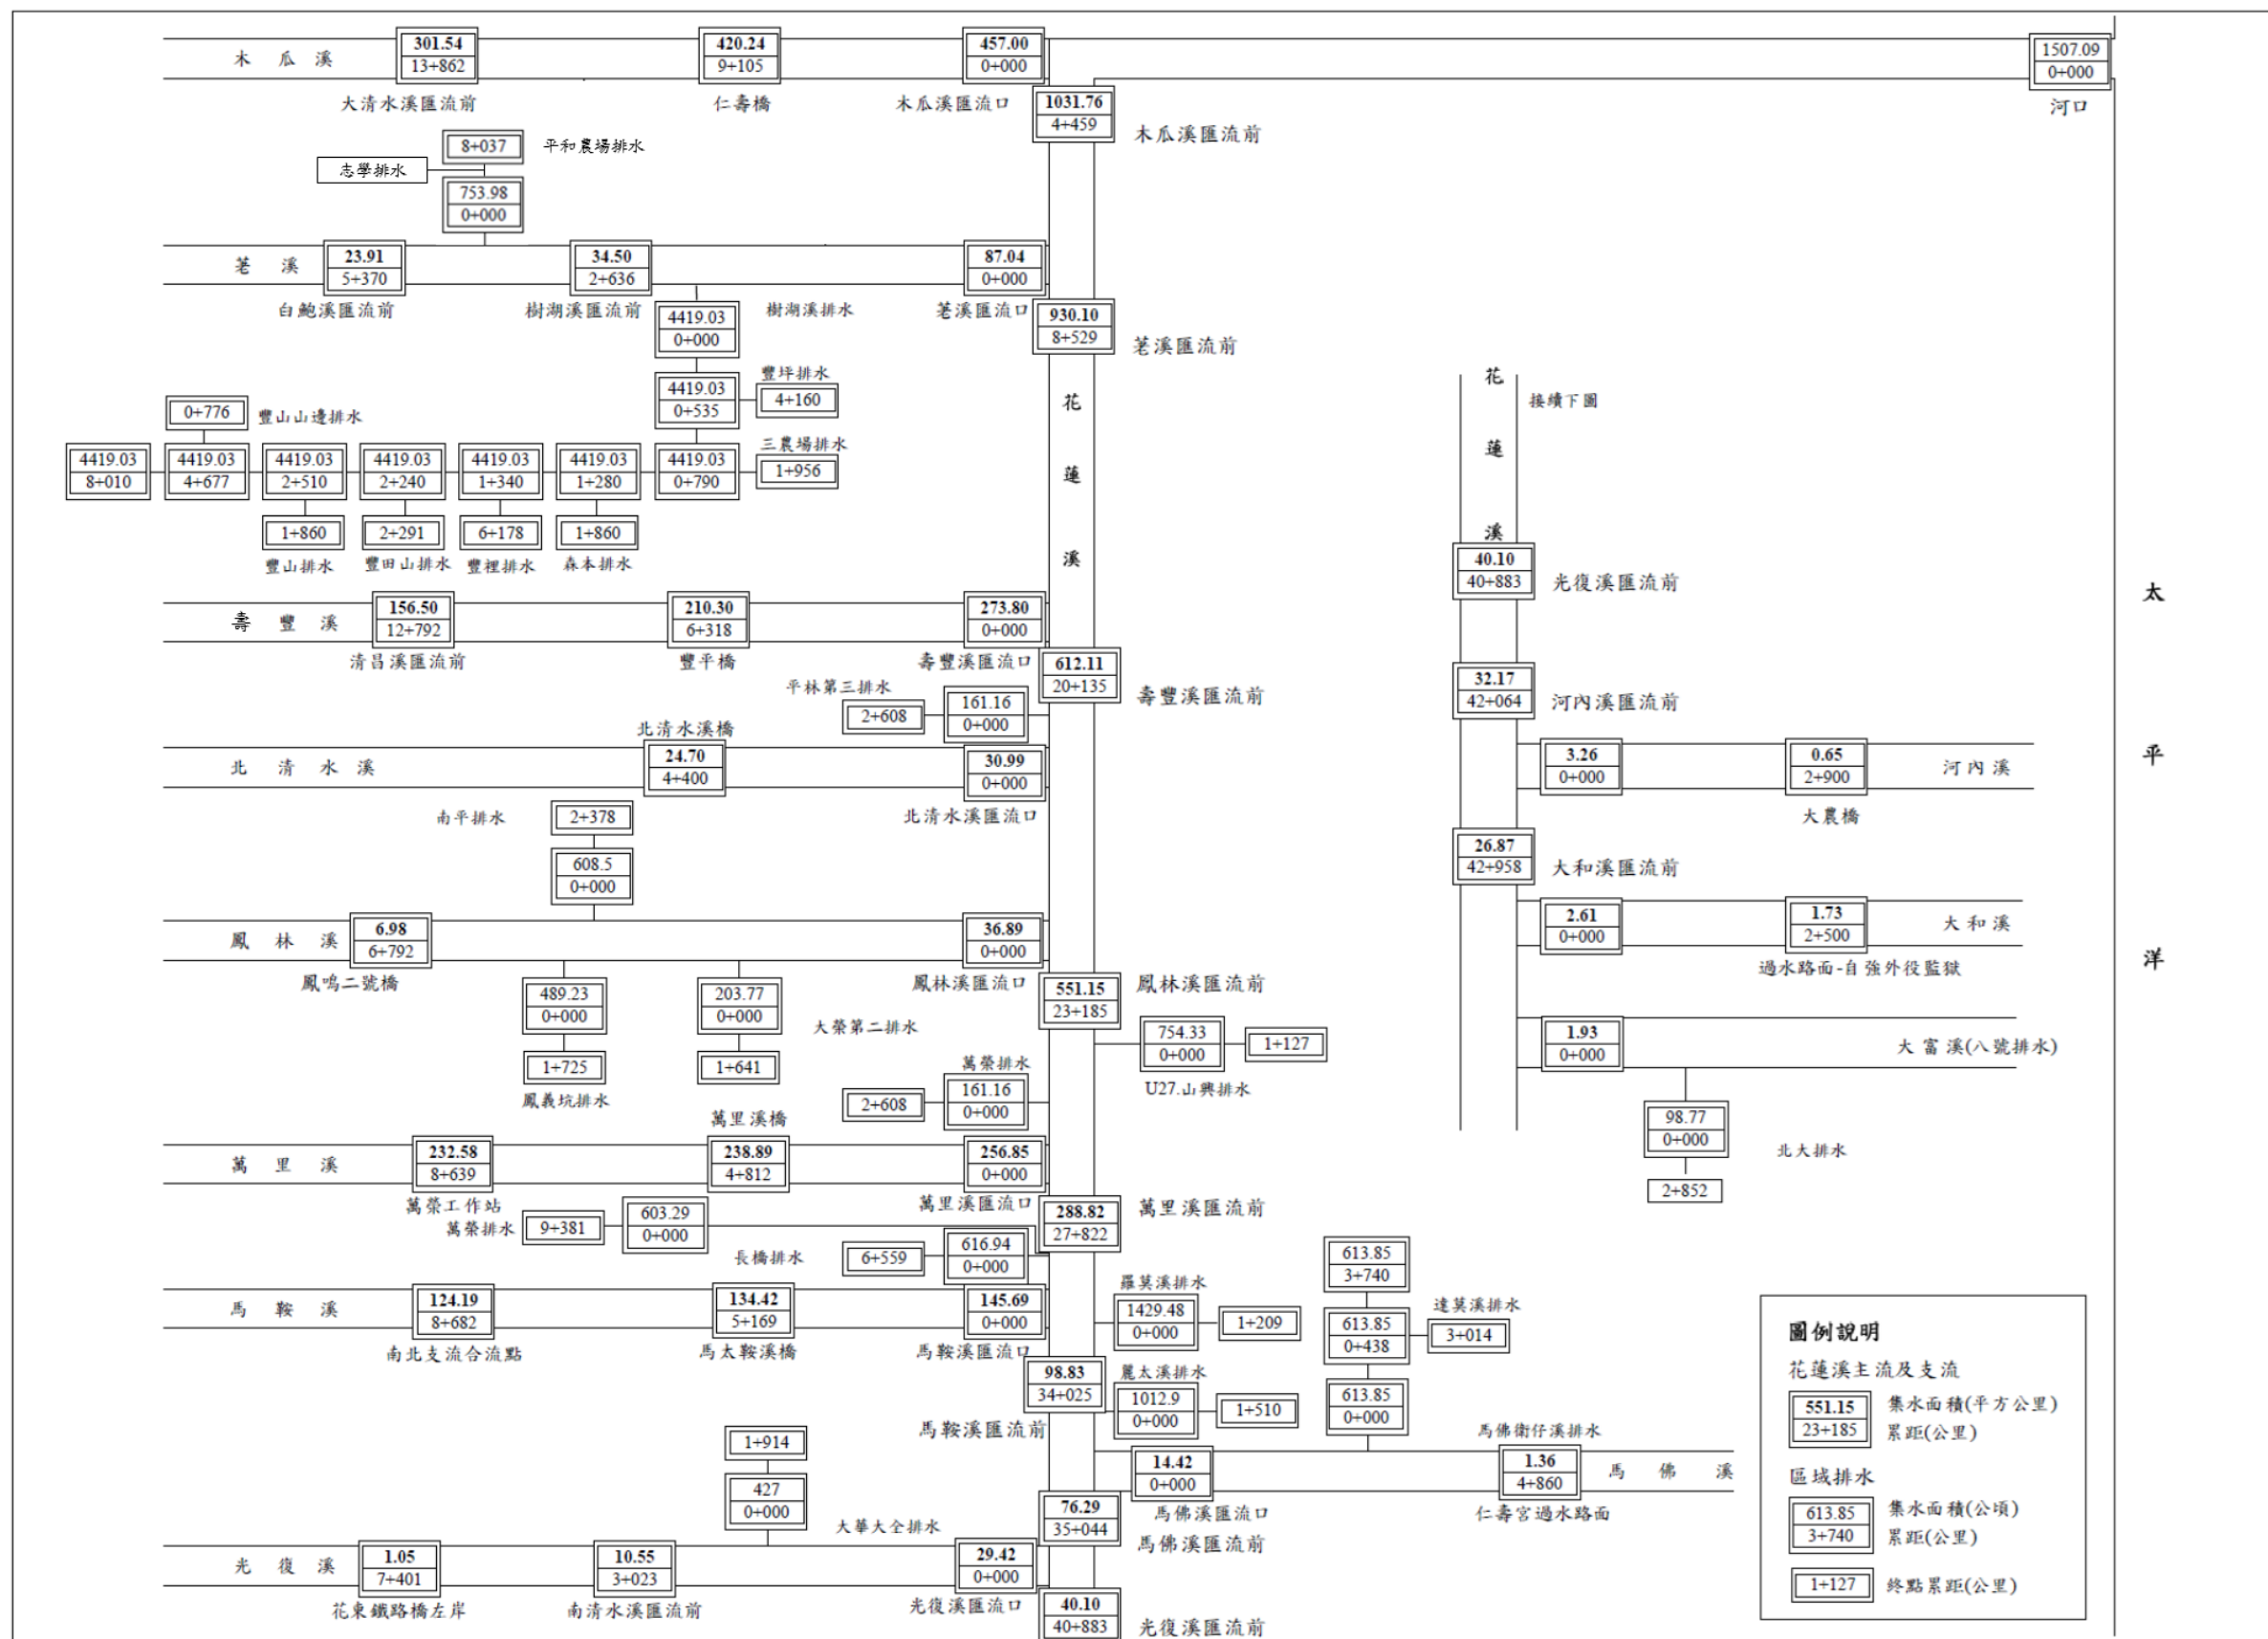 木瓜溪
301.54
13+862
大清水溪匯流前
420.24
9+105
仁壽橋
457.00
0+000
木瓜溪匯流口
1031.76
4+459
木瓜溪匯流前
1507.09
0+000
河口
8+037
平和農場排水
志學排水
753.98
0+000
荖溪
23.91
5+370
白鮑溪匯流前
34.50
2+636
樹湖溪匯流前
87.04
0+000
荖溪匯流口
930.10
8+529
荖溪匯流前
4419.03
0+000
樹湖溪排水
4419.03
0+535
豐坪排水
4+160
0+776
豐山山邊排水
4419.03
8+010
4419.03
4+677
4419.03
2+510
4419.03
2+240
4419.03
1+340
4419.03
1+280
4419.03
0+790
三農場排水
1+956
1+860
豐山排水
2+291
豐田山排水
6+178
豐裡排水
1+860
森本排水
花蓮溪
壽豐溪
156.50
12+792
清昌溪匯流前
210.30
6+318
豐平橋
273.80
0+000
壽豐溪匯流口
612.11
20+135
壽豐溪匯流前
平林第三排水
2+608
161.16
0+000
北清水溪
北清水溪橋
24.70
4+400
30.99
0+000
北清水溪匯流口
南平排水
2+378
608.5
0+000
鳳林溪
6.98
6+792
鳳鳴二號橋
36.89
0+000
鳳林溪匯流口
551.15
23+185
鳳林溪匯流前
489.23
0+000
1+725
鳳義坑排水
203.77
0+000
1+641
大榮第二排水
754.33
0+000
1+127
U27.山興排水
萬榮排水
2+608
161.16
0+000
萬里溪
232.58
8+639
萬榮工作站
萬里溪橋
238.89
4+812
256.85
0+000
萬里溪匯流口
288.82
27+822
萬里溪匯流前
萬榮排水
9+381
603.29
0+000
長橋排水
6+559
616.94
0+000
馬鞍溪
124.19
8+682
南北支流合流點
134.42
5+169
馬太鞍溪橋
145.69
0+000
馬鞍溪匯流口
98.83
34+025
馬鞍溪匯流前
羅莫溪排水
1429.48
0+000
1+209
麗太溪排水
1012.9
0+000
1+510
613.85
3+740
613.85
0+438
達莫溪排水
3+014
613.85
0+000
馬佛衛仔溪排水
14.42
0+000
馬佛溪匯流口
1.36
4+860
仁壽宮過水路面
馬佛溪
76.29
35+044
馬佛溪匯流前
1+914
427
0+000
大華大全排水
光復溪
1.05
7+401
花東鐵路橋左岸
10.55
3+023
南清水溪匯流前
29.42
0+000
光復溪匯流口
40.10
40+883
光復溪匯流前
花蓮溪
接續下圖
40.10
40+883
光復溪匯流前
32.17
42+064
河內溪匯流前
3.26
0+000
0.65
2+900
河內溪
大農橋
26.87
42+958
大和溪匯流前
2.61
0+000
1.73
2+500
大和溪
過水路面-自強外役監獄
1.93
0+000
大富溪(八號排水)
98.77
0+000
北大排水
2+852
太平洋
圖例說明
花蓮溪主流及支流
551.15
23+185
集水面積(平方公里)
累距(公里)
區域排水
613.85
3+740
集水面積(公頃)
累距(公里)
1+127
終點累距(公里)